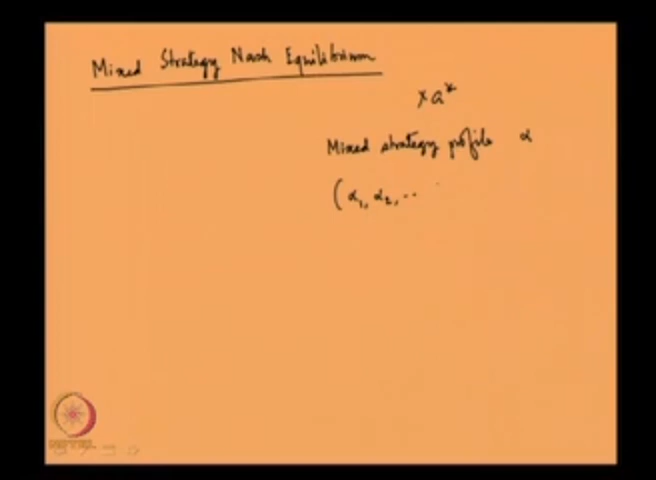 Mixed Strategy Nash Equilibrium
x a*
Mixed strategy profile α
(α₁, α₂, ..